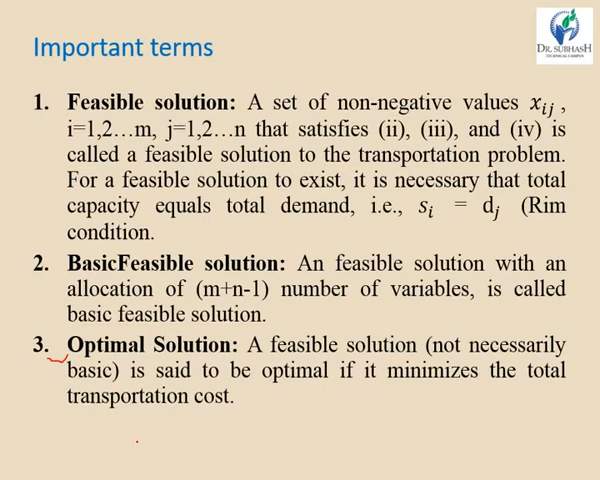 Important terms
DR. SUBHASH
TECHNICAL CAMPUS
1. Feasible solution: A set of non-negative values xᵢⱼ ,
i=1,2…m, j=1,2…n that satisfies (ii), (iii), and (iv) is
called a feasible solution to the transportation problem.
For a feasible solution to exist, it is necessary that total
capacity equals total demand, i.e., sᵢ = dⱼ (Rim
condition.
2. BasicFeasible solution: An feasible solution with an
allocation of (m+n-1) number of variables, is called
basic feasible solution.
3. Optimal Solution: A feasible solution (not necessarily
basic) is said to be optimal if it minimizes the total
transportation cost.